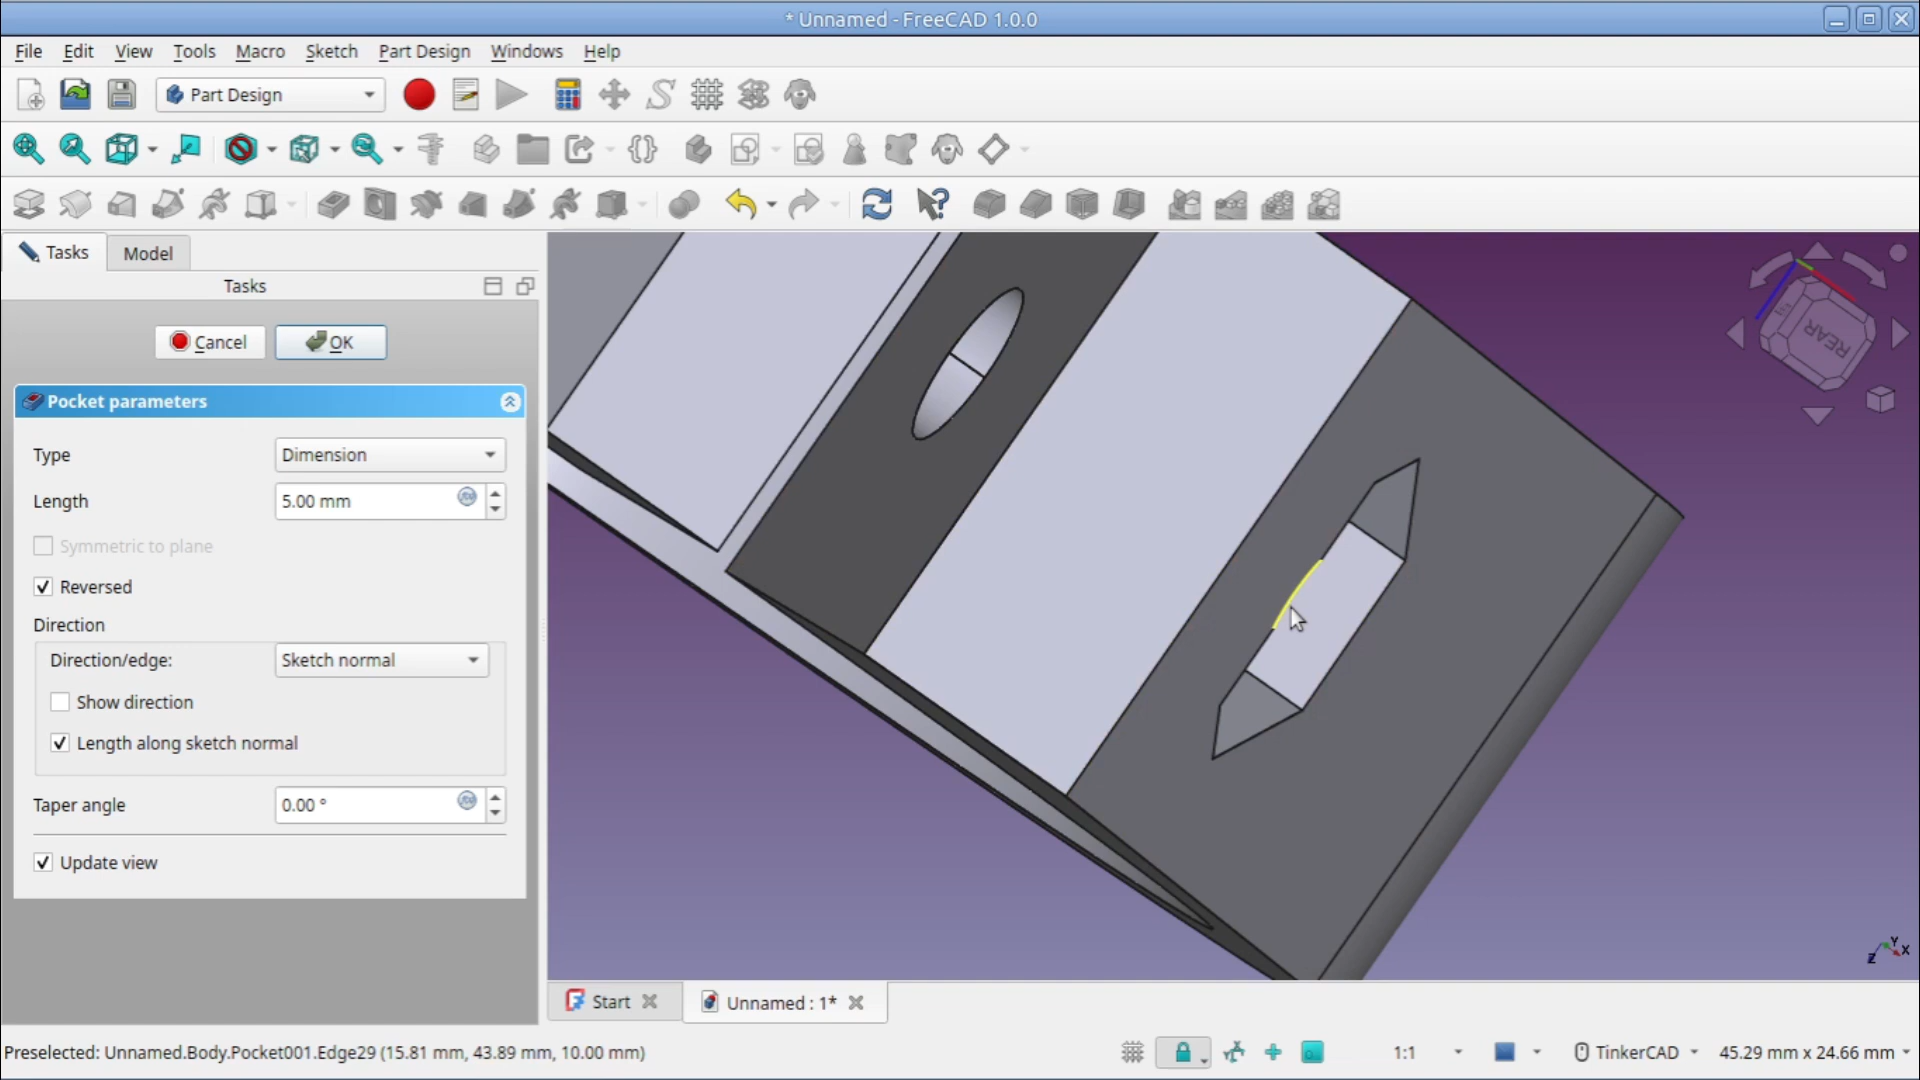 * Unnamed - FreeCAD 1.0.0
File Edit View Tools Macro Sketch Part Design Windows Help
Part Design
Tasks Model
Tasks
Cancel OK
Pocket parameters
Type Dimension
Length 5.00 mm
Symmetric to plane
Reversed
Direction
Direction/edge: Sketch normal
Show direction
Length along sketch normal
Taper angle 0.00 °
Update view
REAR
Y
X
Z
Start
Unnamed : 1*
Preselected: Unnamed.Body.Pocket001.Edge29 (15.81 mm, 43.89 mm, 10.00 mm)
1:1
TinkerCAD
45.29 mm x 24.66 mm